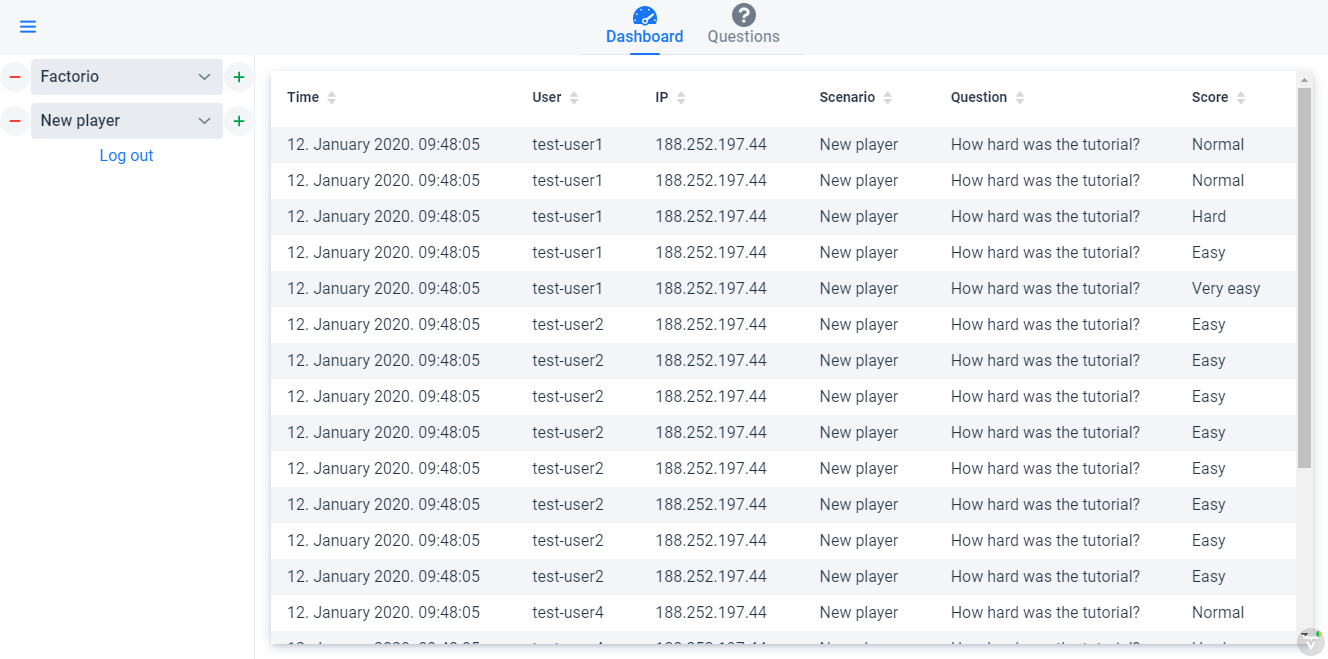 Dashboard Questions
Factorio
New player
Log out
Time User IP Scenario Question Score
12. January 2020. 09:48:05 test-user1 188.252.197.44 New player How hard was the tutorial? Normal
12. January 2020. 09:48:05 test-user1 188.252.197.44 New player How hard was the tutorial? Normal
12. January 2020. 09:48:05 test-user1 188.252.197.44 New player How hard was the tutorial? Hard
12. January 2020. 09:48:05 test-user1 188.252.197.44 New player How hard was the tutorial? Easy
12. January 2020. 09:48:05 test-user1 188.252.197.44 New player How hard was the tutorial? Very easy
12. January 2020. 09:48:05 test-user2 188.252.197.44 New player How hard was the tutorial? Easy
12. January 2020. 09:48:05 test-user2 188.252.197.44 New player How hard was the tutorial? Easy
12. January 2020. 09:48:05 test-user2 188.252.197.44 New player How hard was the tutorial? Easy
12. January 2020. 09:48:05 test-user2 188.252.197.44 New player How hard was the tutorial? Easy
12. January 2020. 09:48:05 test-user2 188.252.197.44 New player How hard was the tutorial? Easy
12. January 2020. 09:48:05 test-user2 188.252.197.44 New player How hard was the tutorial? Easy
12. January 2020. 09:48:05 test-user2 188.252.197.44 New player How hard was the tutorial? Easy
12. January 2020. 09:48:05 test-user2 188.252.197.44 New player How hard was the tutorial? Easy
12. January 2020. 09:48:05 test-user4 188.252.197.44 New player How hard was the tutorial? Normal